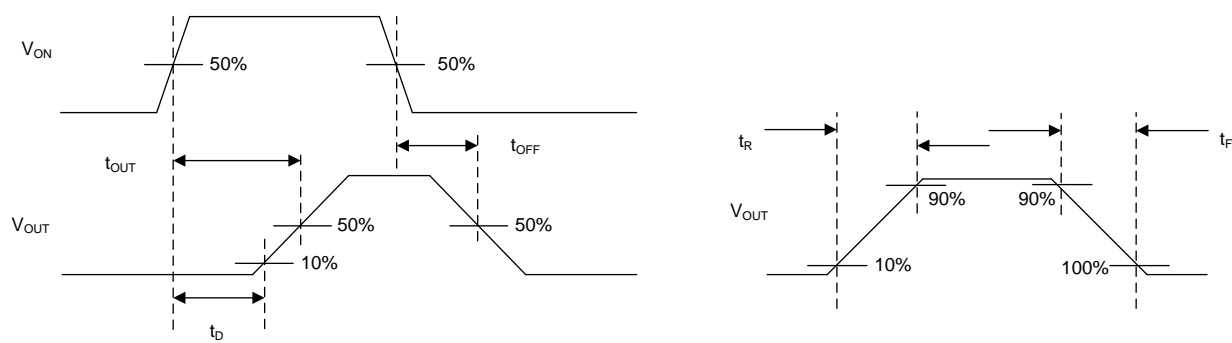 V_ON
50%
50%
t_OUT
t_OFF
V_OUT
50%
50%
10%
t_D
t_R
t_F
V_OUT
90%
90%
10%
100%